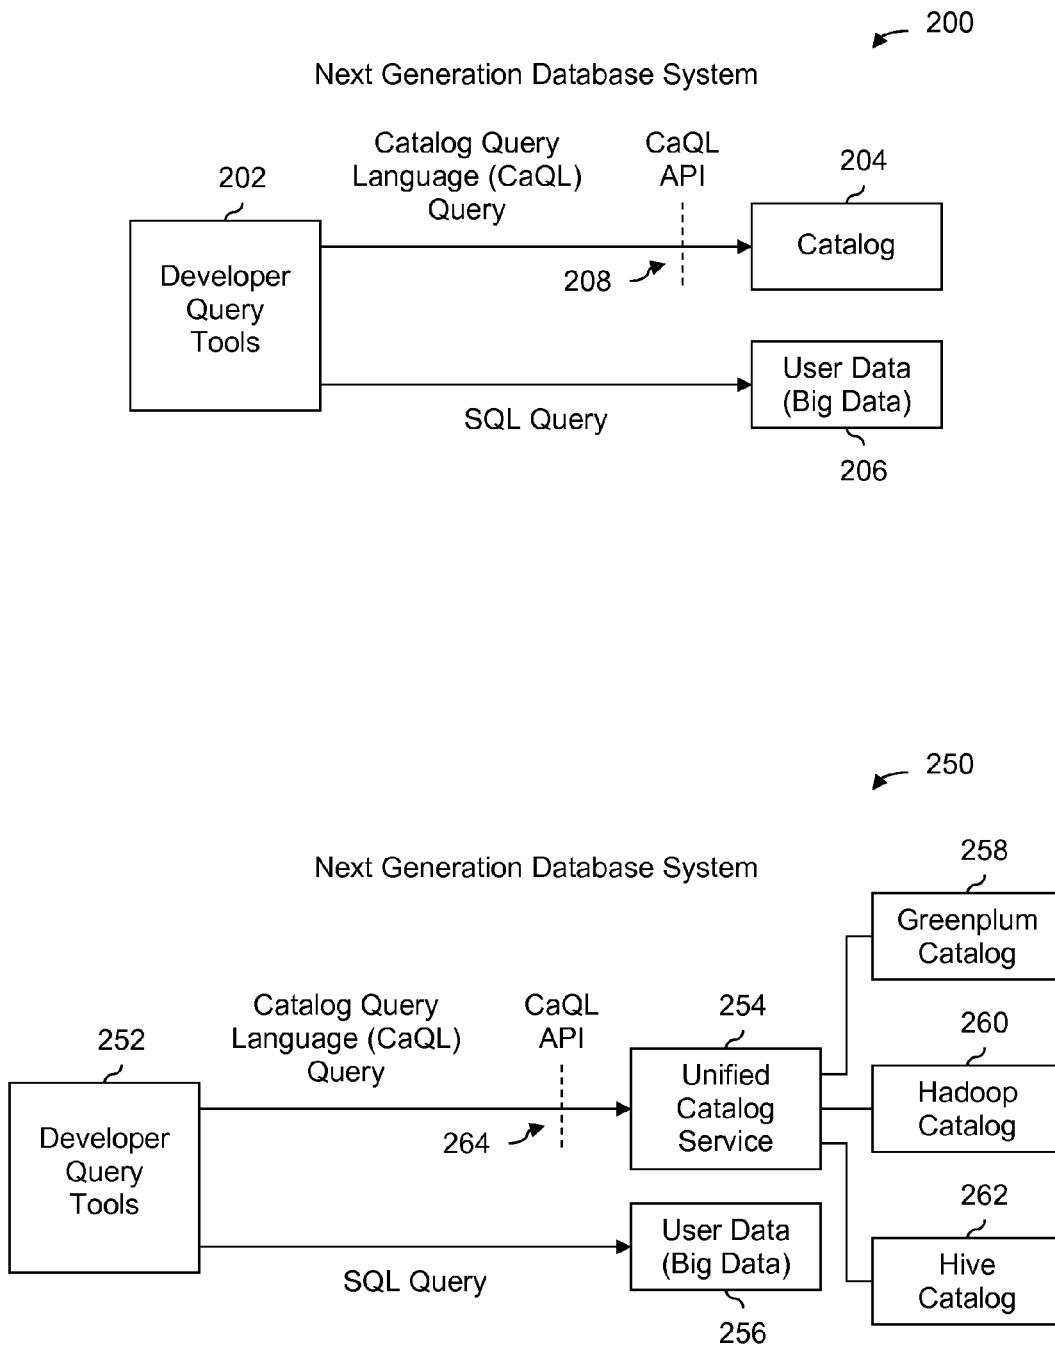 200
Next Generation Database System
Catalog Query
Language (CaQL)
Query
CaQL
API
202
204
Developer
Query
Tools
Catalog
208
User Data
(Big Data)
SQL Query
206
250
Next Generation Database System
258
Greenplum
Catalog
Catalog Query
Language (CaQL)
Query
CaQL
API
254
252
260
Unified
Catalog
Service
Hadoop
Catalog
Developer
Query
Tools
264
262
User Data
(Big Data)
SQL Query
Hive
Catalog
256